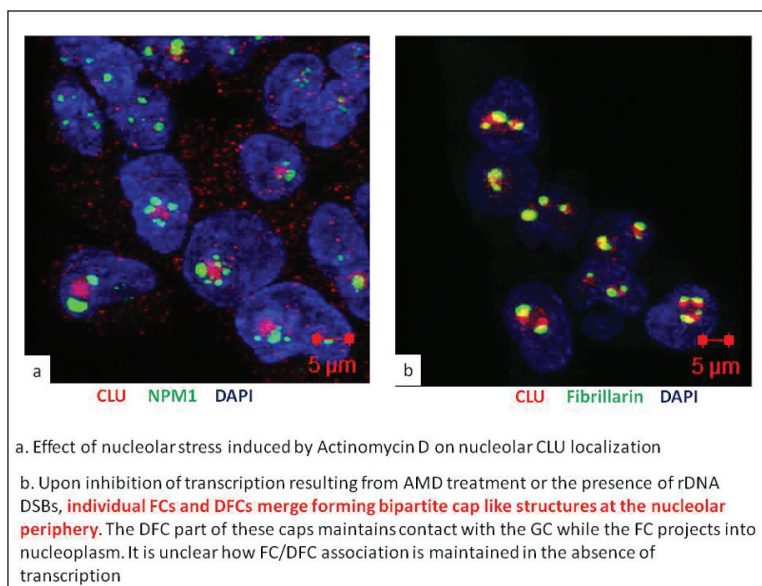 5 µm
5 µm
a
b
CLU NPM1 DAPI
CLU Fibrillarin DAPI
a. Effect of nucleolar stress induced by Actinomycin D on nucleolar CLU localization
b. Upon inhibition of transcription resulting from AMD treatment or the presence of rDNA
DSBs, individual FCs and DFCs merge forming bipartite cap like structures at the nucleolar
periphery. The DFC part of these caps maintains contact with the GC while the FC projects into
nucleoplasm. It is unclear how FC/DFC association is maintained in the absence of
transcription